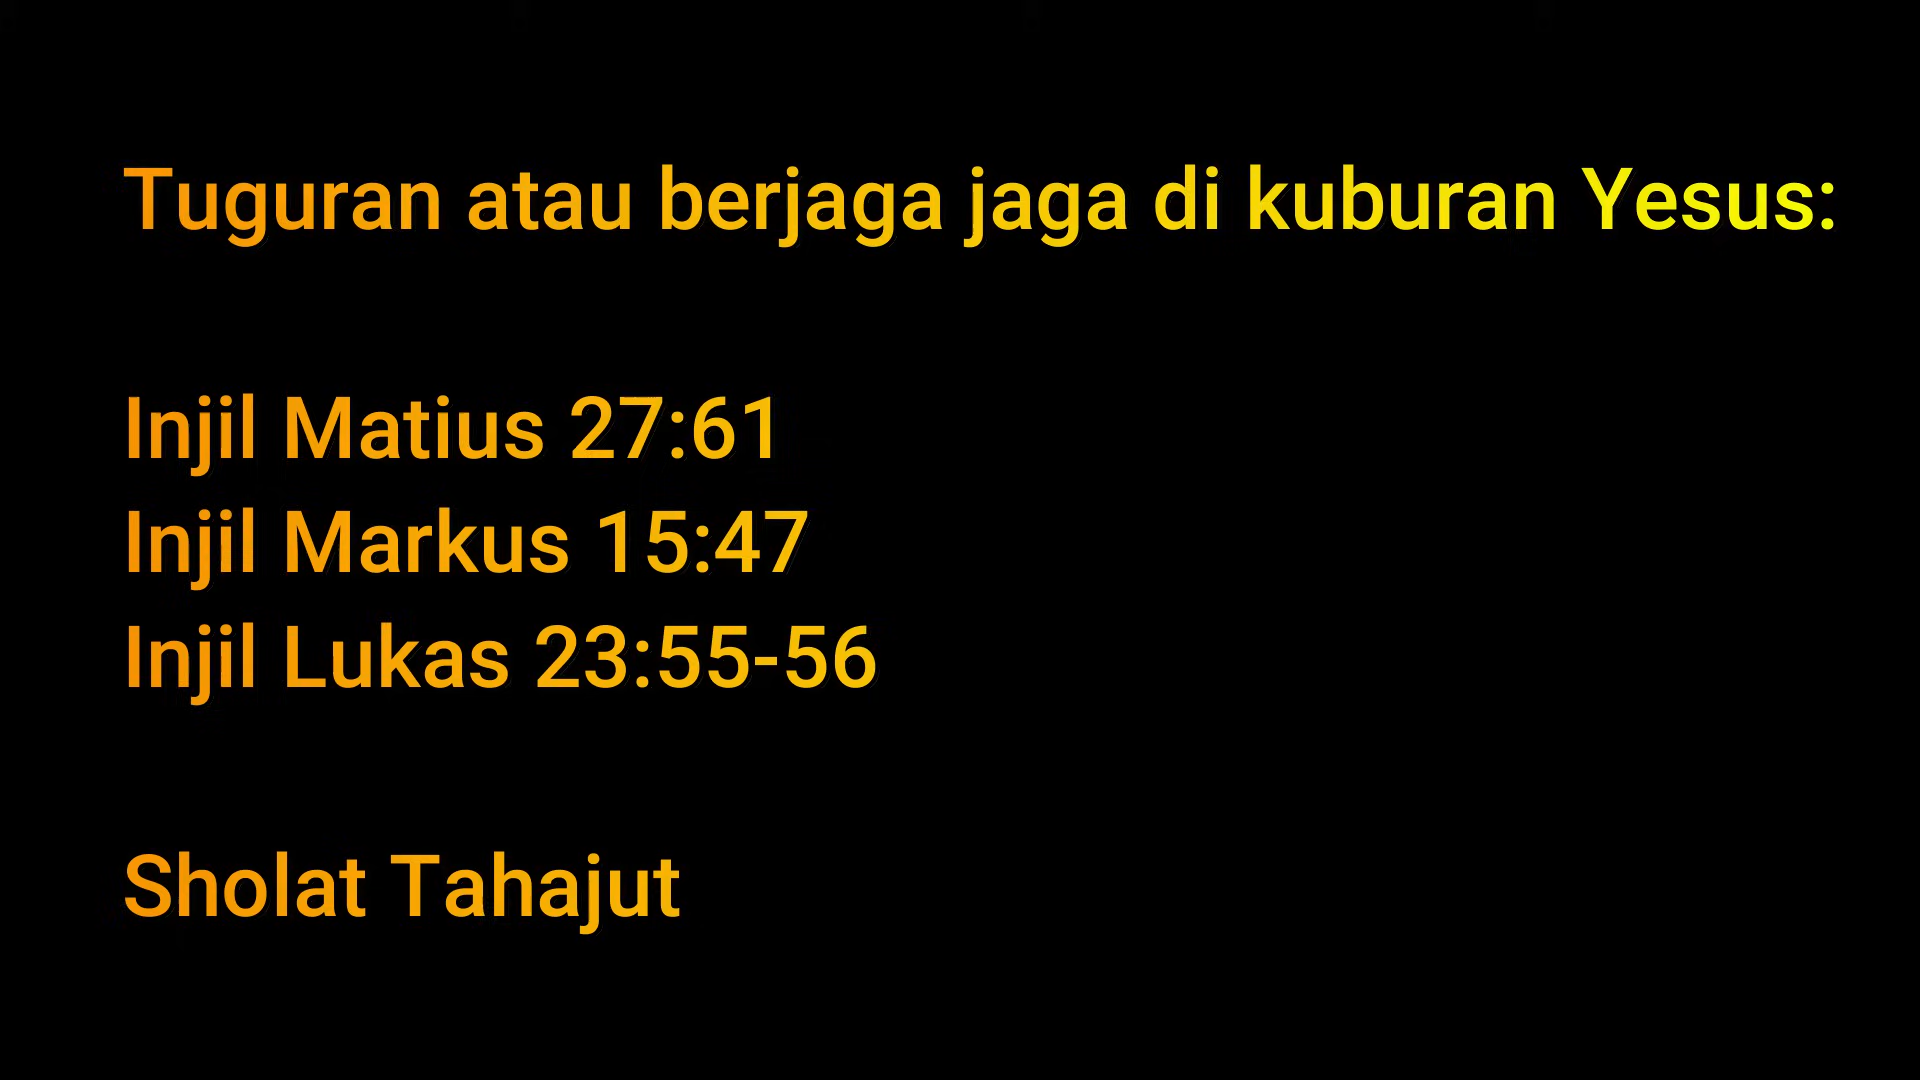 Tuguran atau berjaga jaga di kuburan Yesus:
Injil Matius 27:61
Injil Markus 15:47
Injil Lukas 23:55-56
Sholat Tahajut